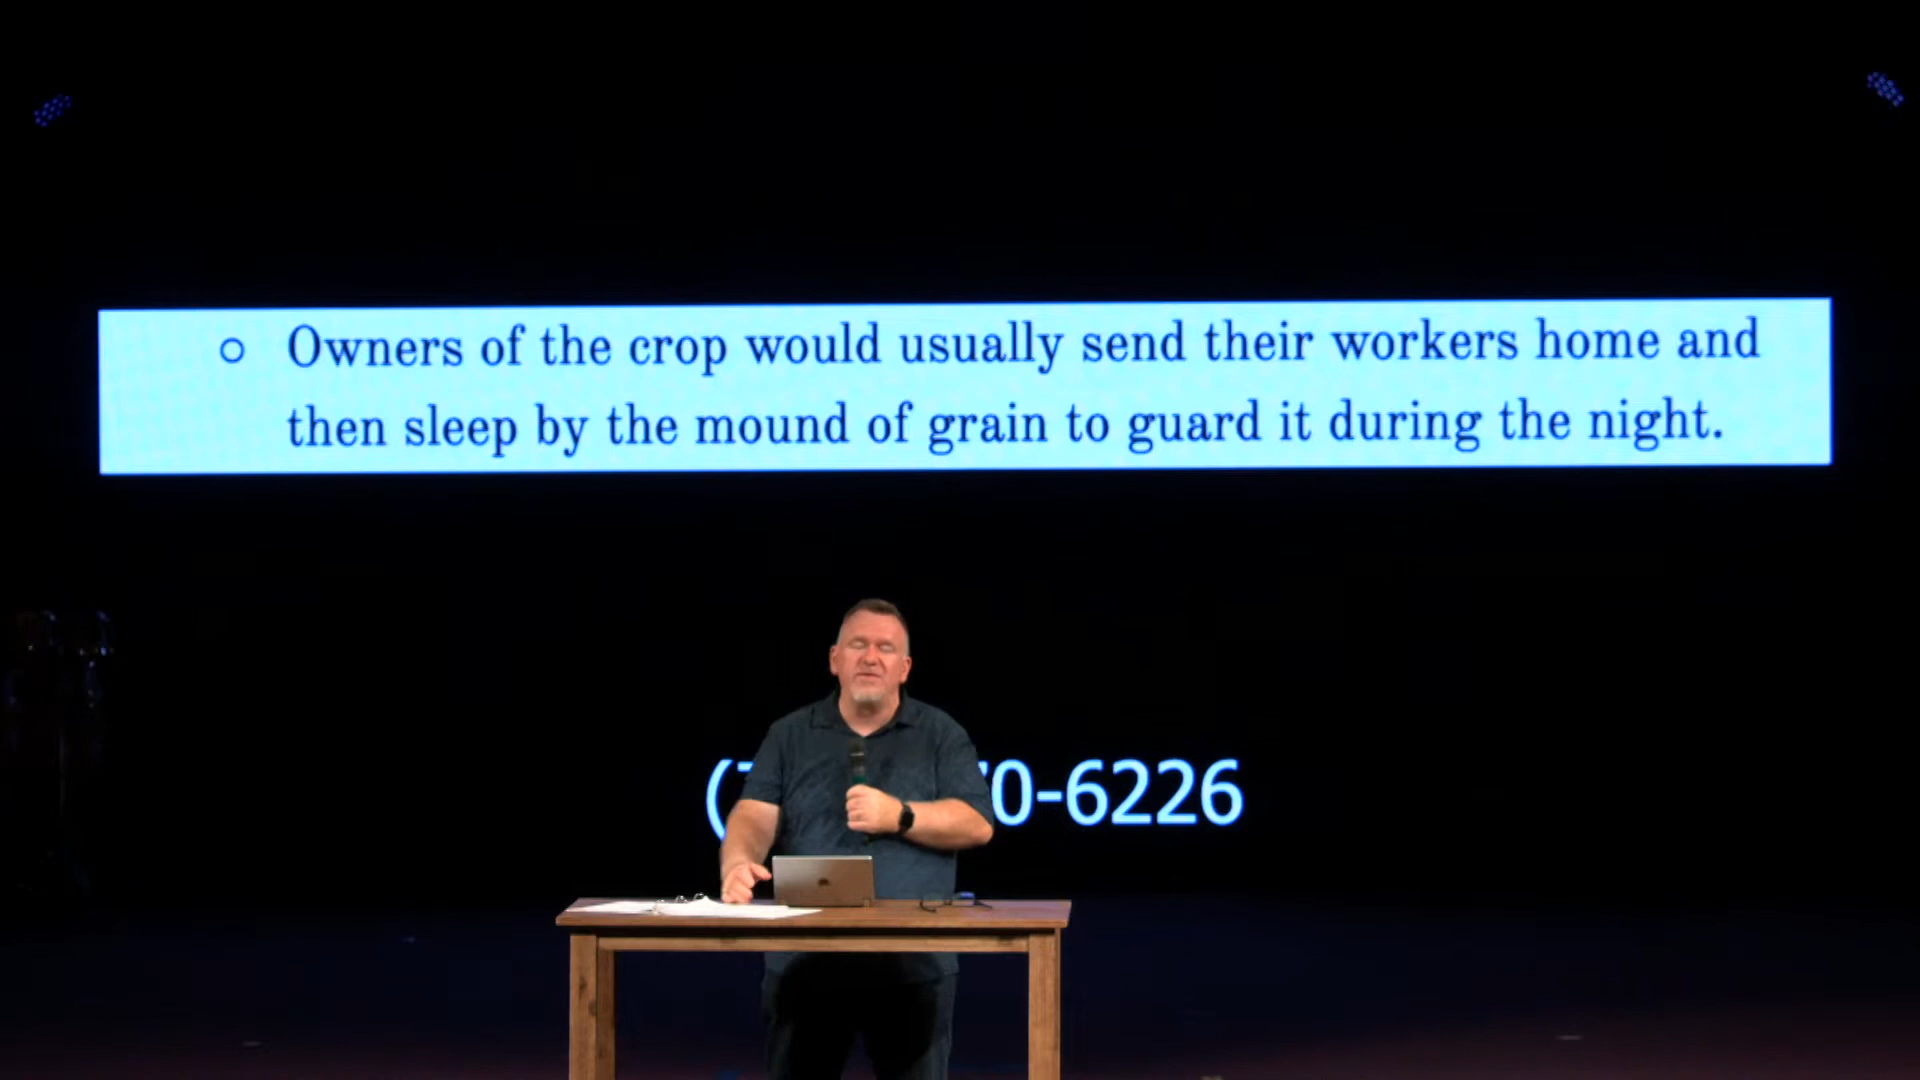 ○ Owners of the crop would usually send their workers home and
then sleep by the mound of grain to guard it during the night.
0-6226